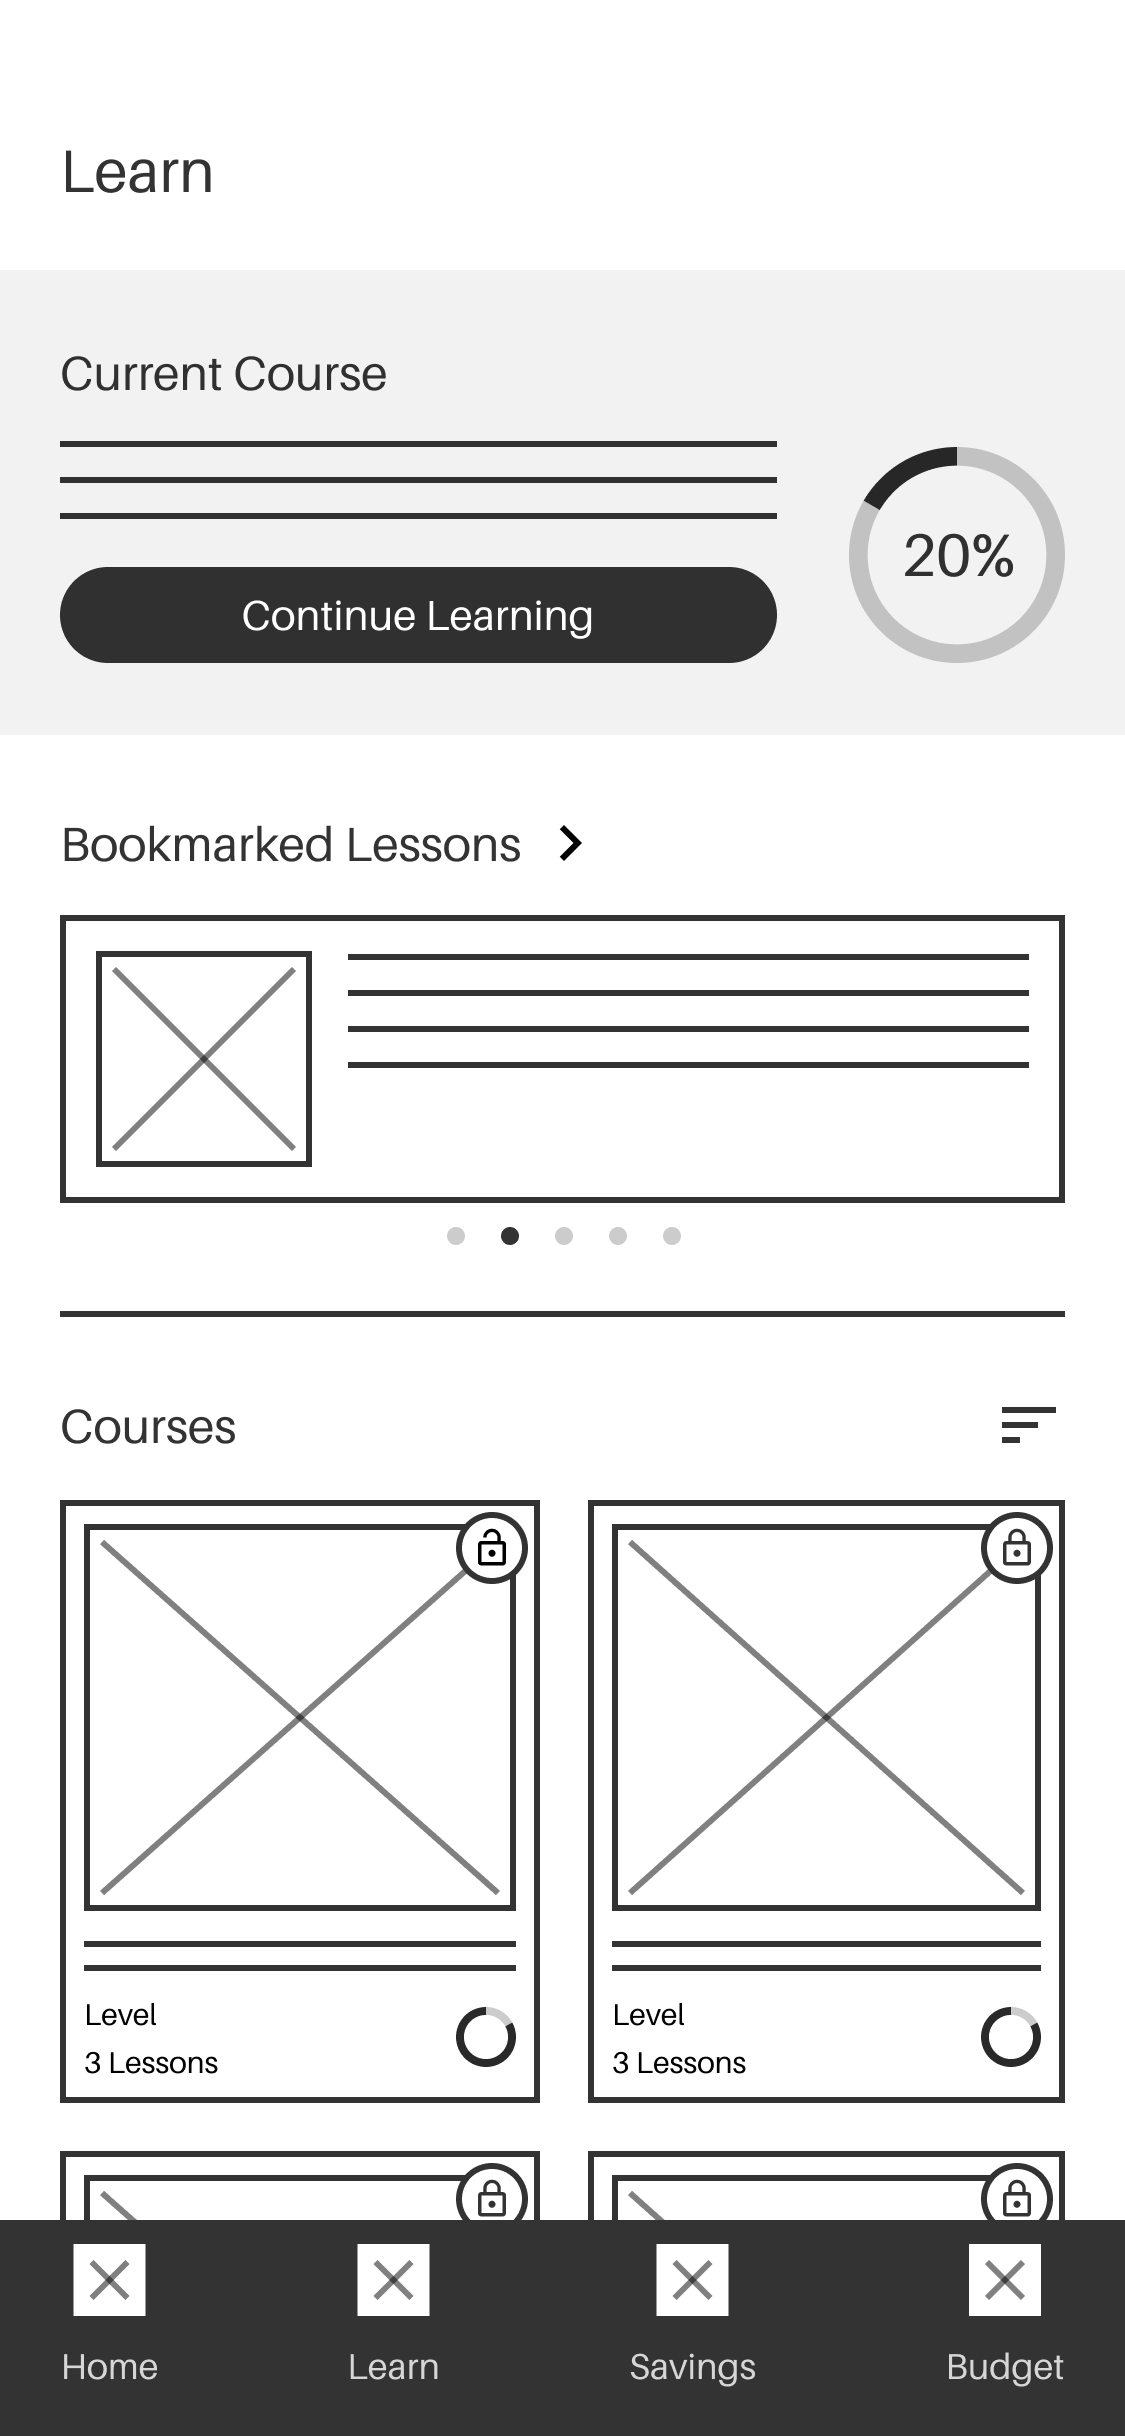 Learn
Current Course
Continue Learning
20%
Bookmarked Lessons
Courses
Level
3 Lessons
Level
3 Lessons
Home
Learn
Savings
Budget